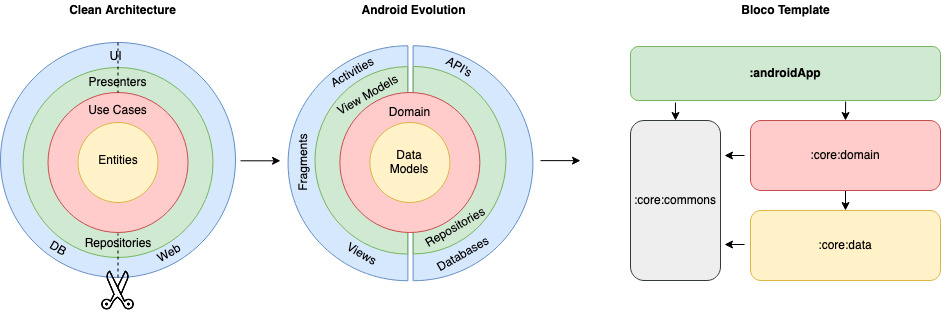 Clean Architecture
UI
Presenters
Use Cases
Entities
Repositories
DB
Web
Android Evolution
Activities
API's
View Models
Domain
Fragments
Data
Models
Repositories
Views
Databases
Bloco Template
:androidApp
:core:domain
:core:commons
:core:data